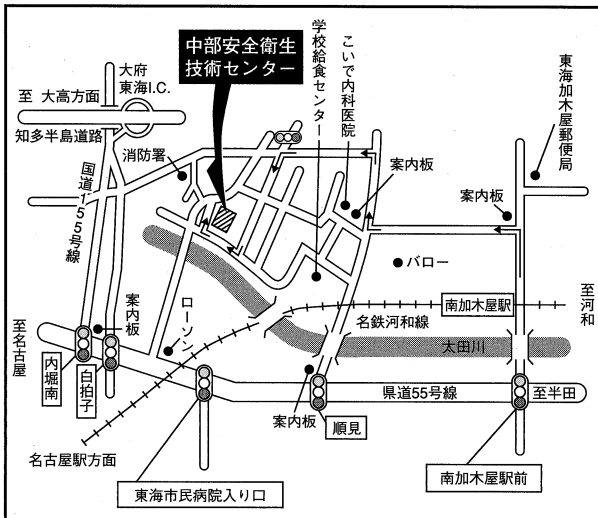 中部安全衛生
技術センター
大府
東海I.C.
至 大高方面
知多半島道路
国道155号線
消防署
学校給食センター
こいで内科医院
案内板
東海加木屋郵便局
案内板
バロー
南加木屋駅
至河和
名鉄河和線
太田川
至名古屋
案内板
ローソン
内堀南
白拍子
案内板
順見
県道55号線
至半田
名古屋駅方面
東海市民病院入り口
南加木屋駅前